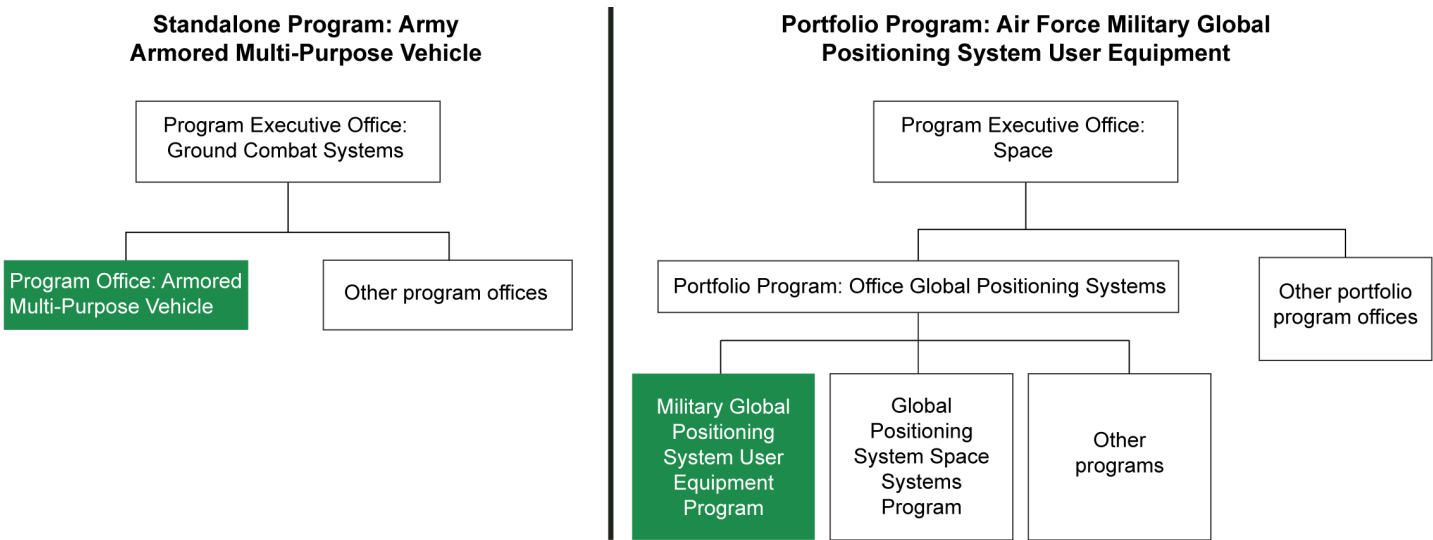 Standalone Program: Army
Armored Multi-Purpose Vehicle
Program Executive Office:
Ground Combat Systems
Program Office: Armored
Multi-Purpose Vehicle
Other program offices
Portfolio Program: Air Force Military Global
Positioning System User Equipment
Program Executive Office:
Space
Portfolio Program: Office Global Positioning Systems
Other portfolio
program offices
Military Global
Positioning
System User
Equipment
Program
Global
Positioning
System Space
Systems
Program
Other
programs